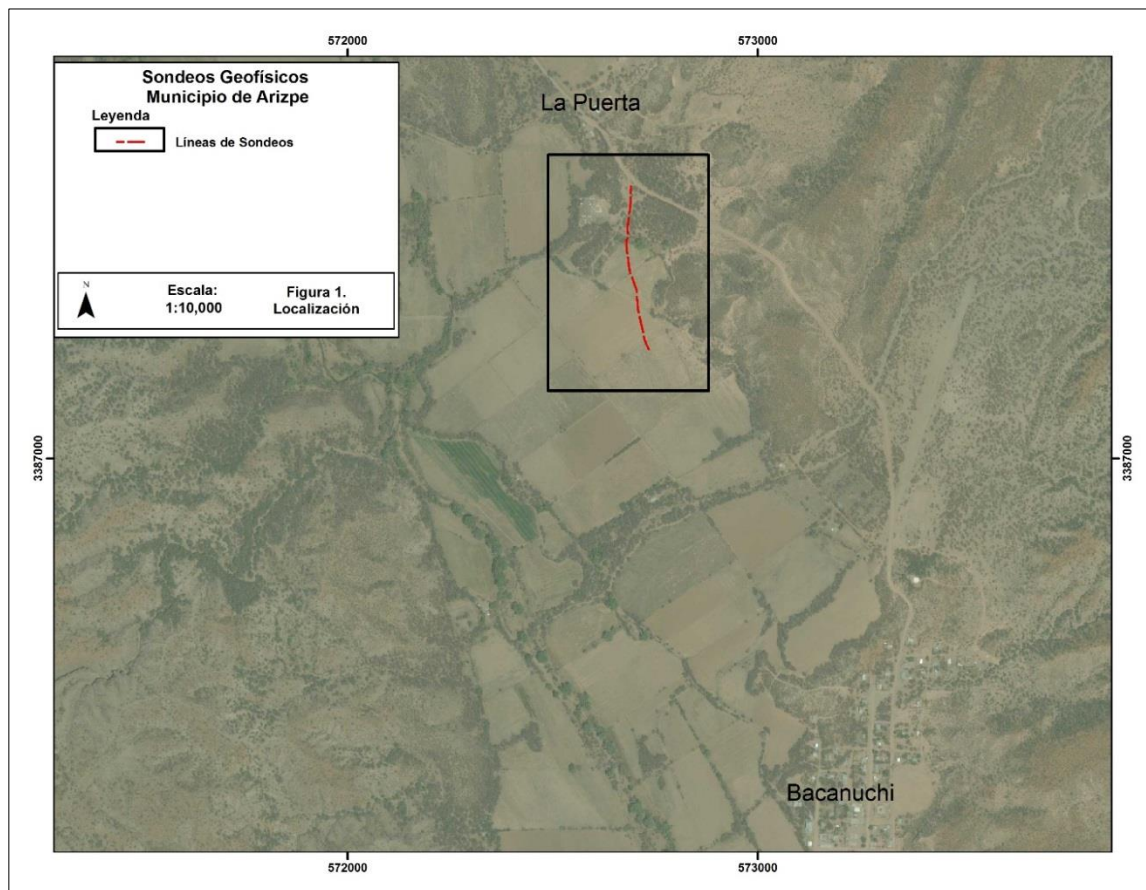 572000
573000
Sondeos Geofísicos
Municipio de Arizpe
Leyenda
Líneas de Sondeos
N
Escala:
1:10,000
Figura 1.
Localización
La Puerta
3387000
3387000
Bacanuchi
572000
573000